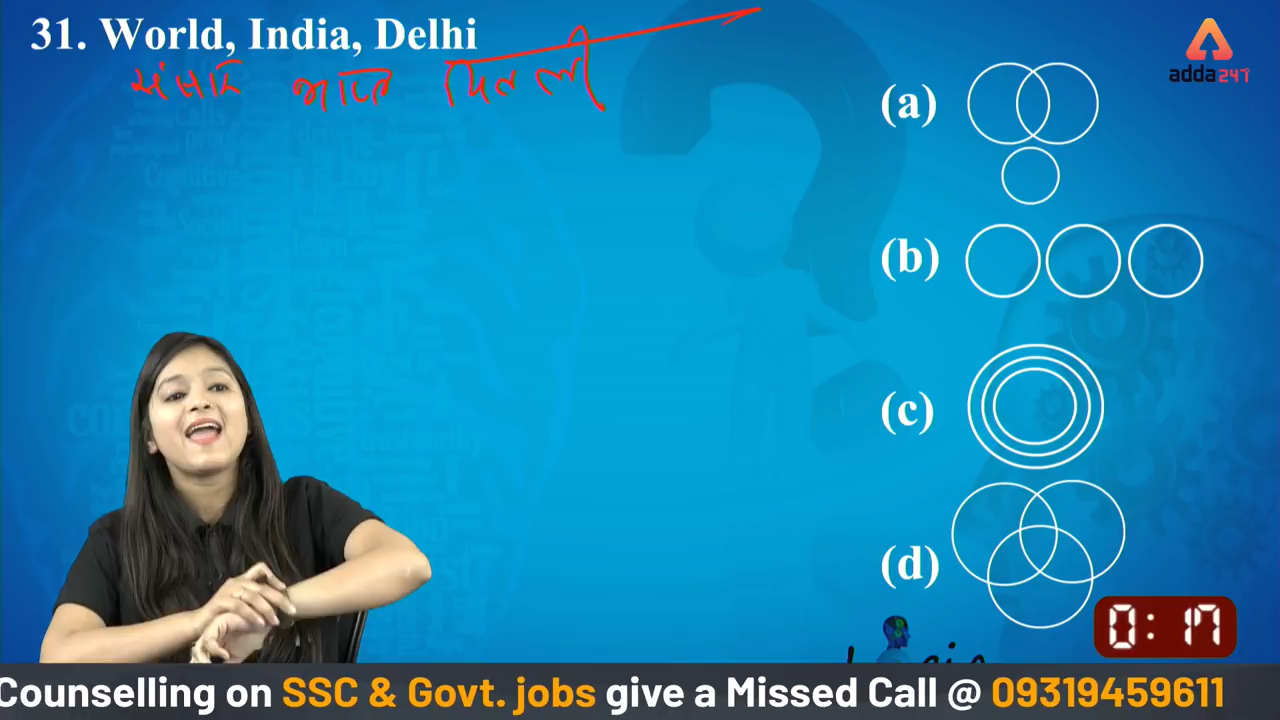 31. World, India, Delhi
संसार भारत दिल्ली
adda247
(a)
(b)
(c)
(d)
0:17
Counselling on SSC & Govt. jobs give a Missed Call @ 09319459611